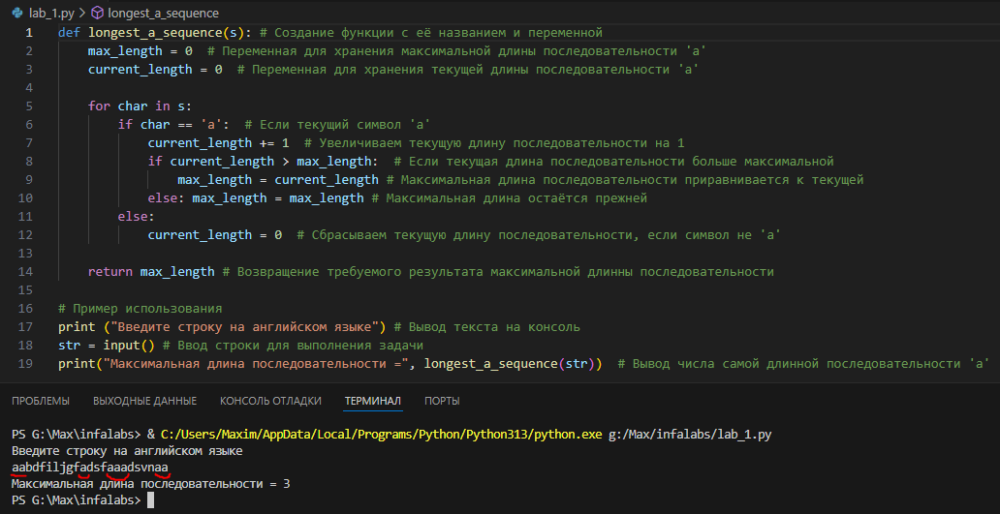 lab_1.py > longest_a_sequence
1 def longest_a_sequence(s): # Создание функции с её названием и переменной
2 max_length = 0 # Переменная для хранения максимальной длины последовательности 'a'
3 current_length = 0 # Переменная для хранения текущей длины последовательности 'a'
4
5 for char in s:
6 if char == 'a': # Если текущий символ 'a'
7 current_length += 1 # Увеличиваем текущую длину последовательности на 1
8 if current_length > max_length: # Если текущая длина последовательности больше максимальной
9 max_length = current_length # Максимальная длина последовательности приравнивается к текущей
10 else: max_length = max_length # Максимальная длина остаётся прежней
11 else:
12 current_length = 0 # Сбрасываем текущую длину последовательности, если символ не 'a'
13
14 return max_length # Возвращение требуемого результата максимальной длинны последовательности
15
16 # Пример использования
17 print ("Введите строку на английском языке") # Вывод текста на консоль
18 str = input() # Ввод строки для выполнения задачи
19 print("Максимальная длина последовательности =", longest_a_sequence(str)) # Вывод числа самой длинной последовательности 'a'
ПРОБЛЕМЫ ВЫХОДНЫЕ ДАННЫЕ КОНСОЛЬ ОТЛАДКИ ТЕРМИНАЛ ПОРТЫ
PS G:\Max\infalabs> & C:/Users/Maxim/AppData/Local/Programs/Python/Python313/python.exe g:/Max/infalabs/lab_1.py
Введите строку на английском языке
aabdfiljgfadsfaaadsvnaa
Максимальная длина последовательности = 3
PS G:\Max\infalabs>